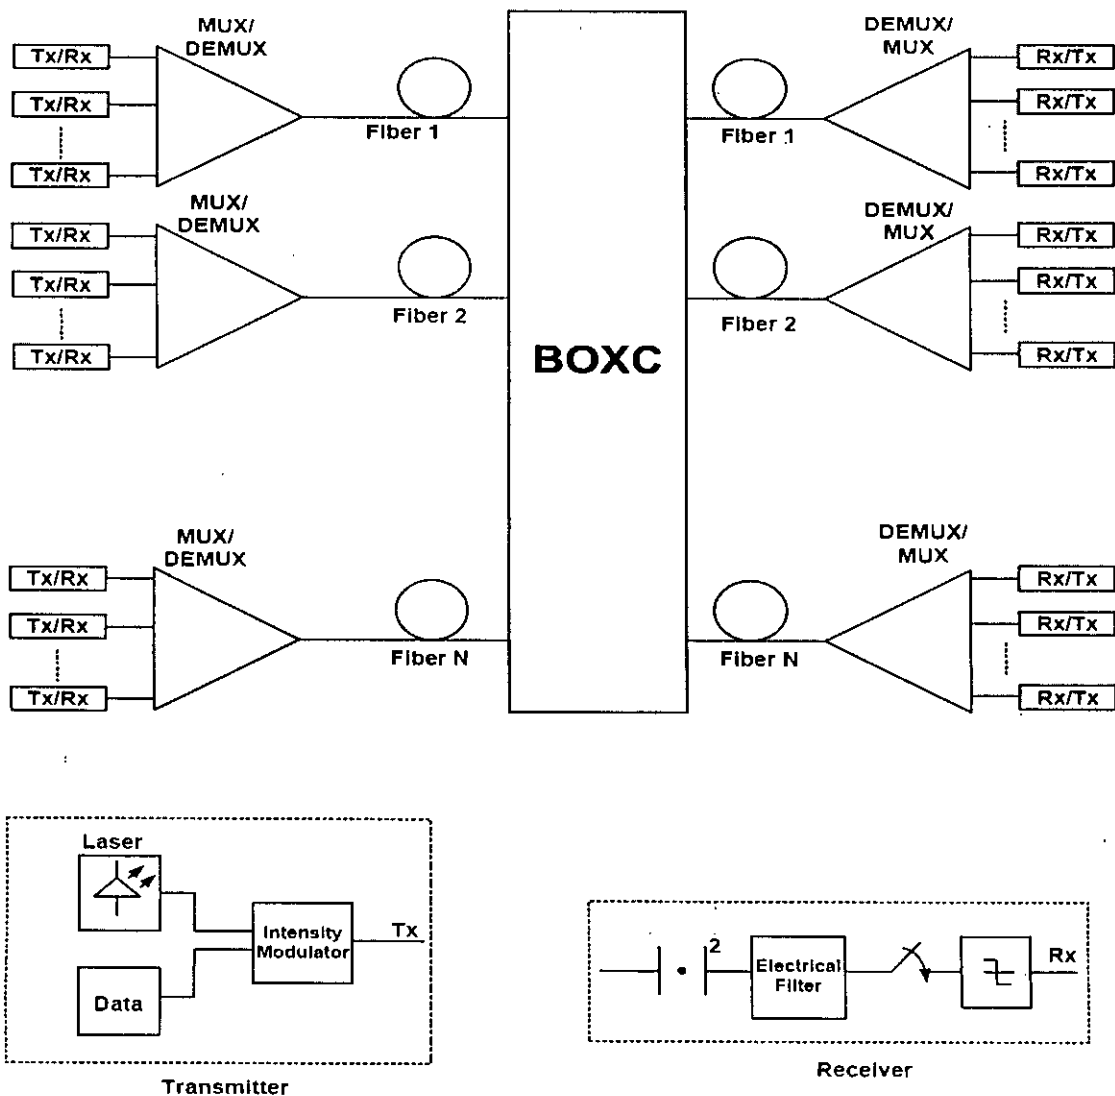 MUX/
DEMUX
DEMUX/
MUX
Tx/Rx
Tx/Rx
Tx/Rx
Fiber 1
Fiber 1
Rx/Tx
Rx/Tx
Rx/Tx
MUX/
DEMUX
DEMUX/
MUX
Tx/Rx
Tx/Rx
Tx/Rx
Fiber 2
Fiber 2
Rx/Tx
Rx/Tx
Rx/Tx
BOXC
MUX/
DEMUX
DEMUX/
MUX
Tx/Rx
Tx/Rx
Tx/Rx
Fiber N
Fiber N
Rx/Tx
Rx/Tx
Rx/Tx
Laser
Intensity
Modulator
Tx
Data
Transmitter
2
Electrical
Filter
Rx
Receiver